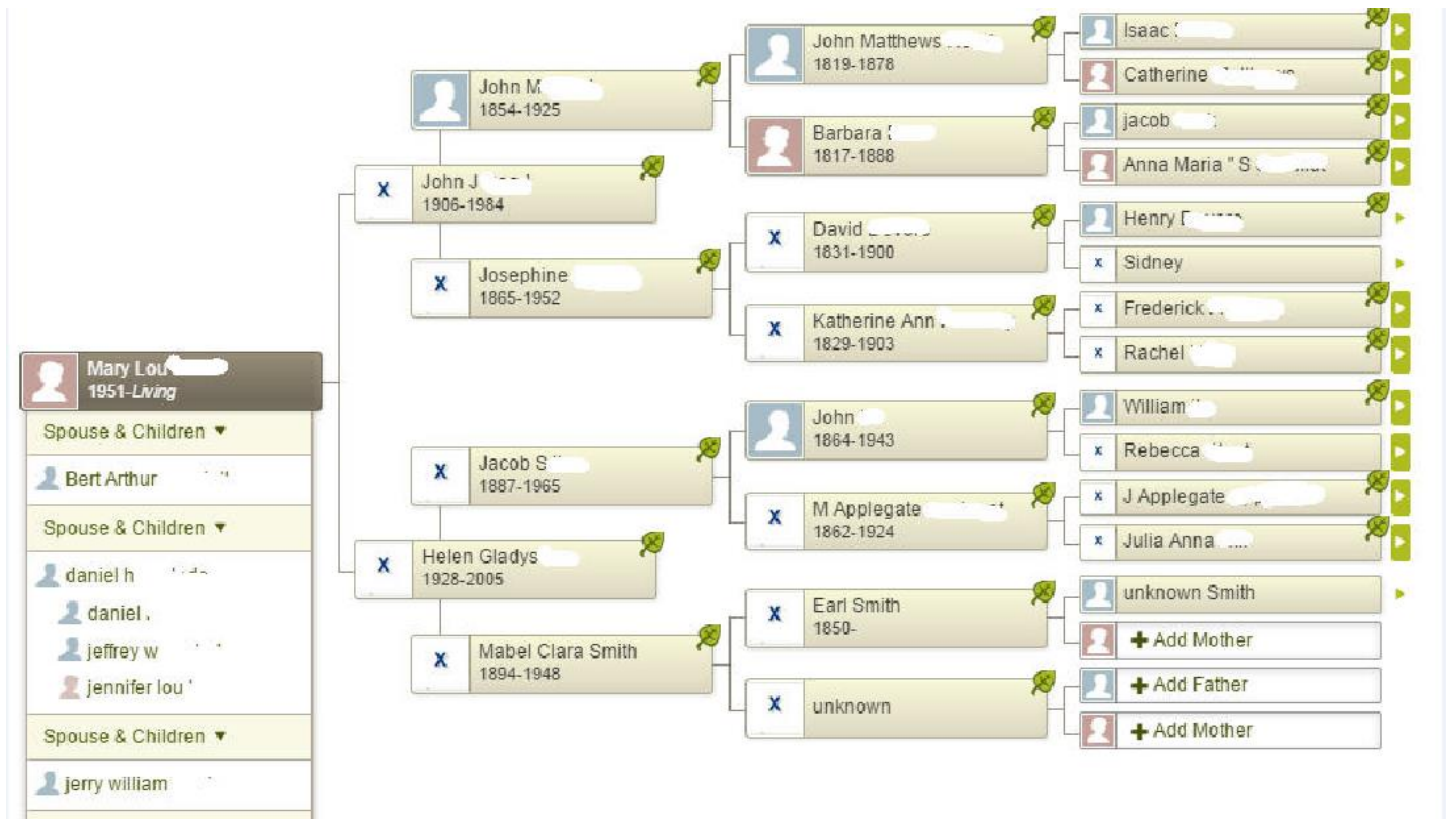 John Matthews
1819-1878
Isaac
Catherine
John M
1854-1925
Barbara
1817-1888
jacob
Anna Maria " S
John J
1906-1984
David
1831-1900
Henry
Sidney
Josephine
1865-1952
Katherine Ann
1829-1903
Frederick
Rachel
Mary Lou
1951-Living
Spouse & Children
Bert Arthur
Spouse & Children
daniel h
daniel
jeffrey w
jennifer lou
Spouse & Children
jerry william
Jacob S
1887-1965
John
1864-1943
William
Rebecca
M Applegate
1862-1924
J Applegate
Julia Anna
Helen Gladys
1928-2005
Mabel Clara Smith
1894-1948
Earl Smith
1850-
unknown Smith
Add Mother
unknown
Add Father
Add Mother